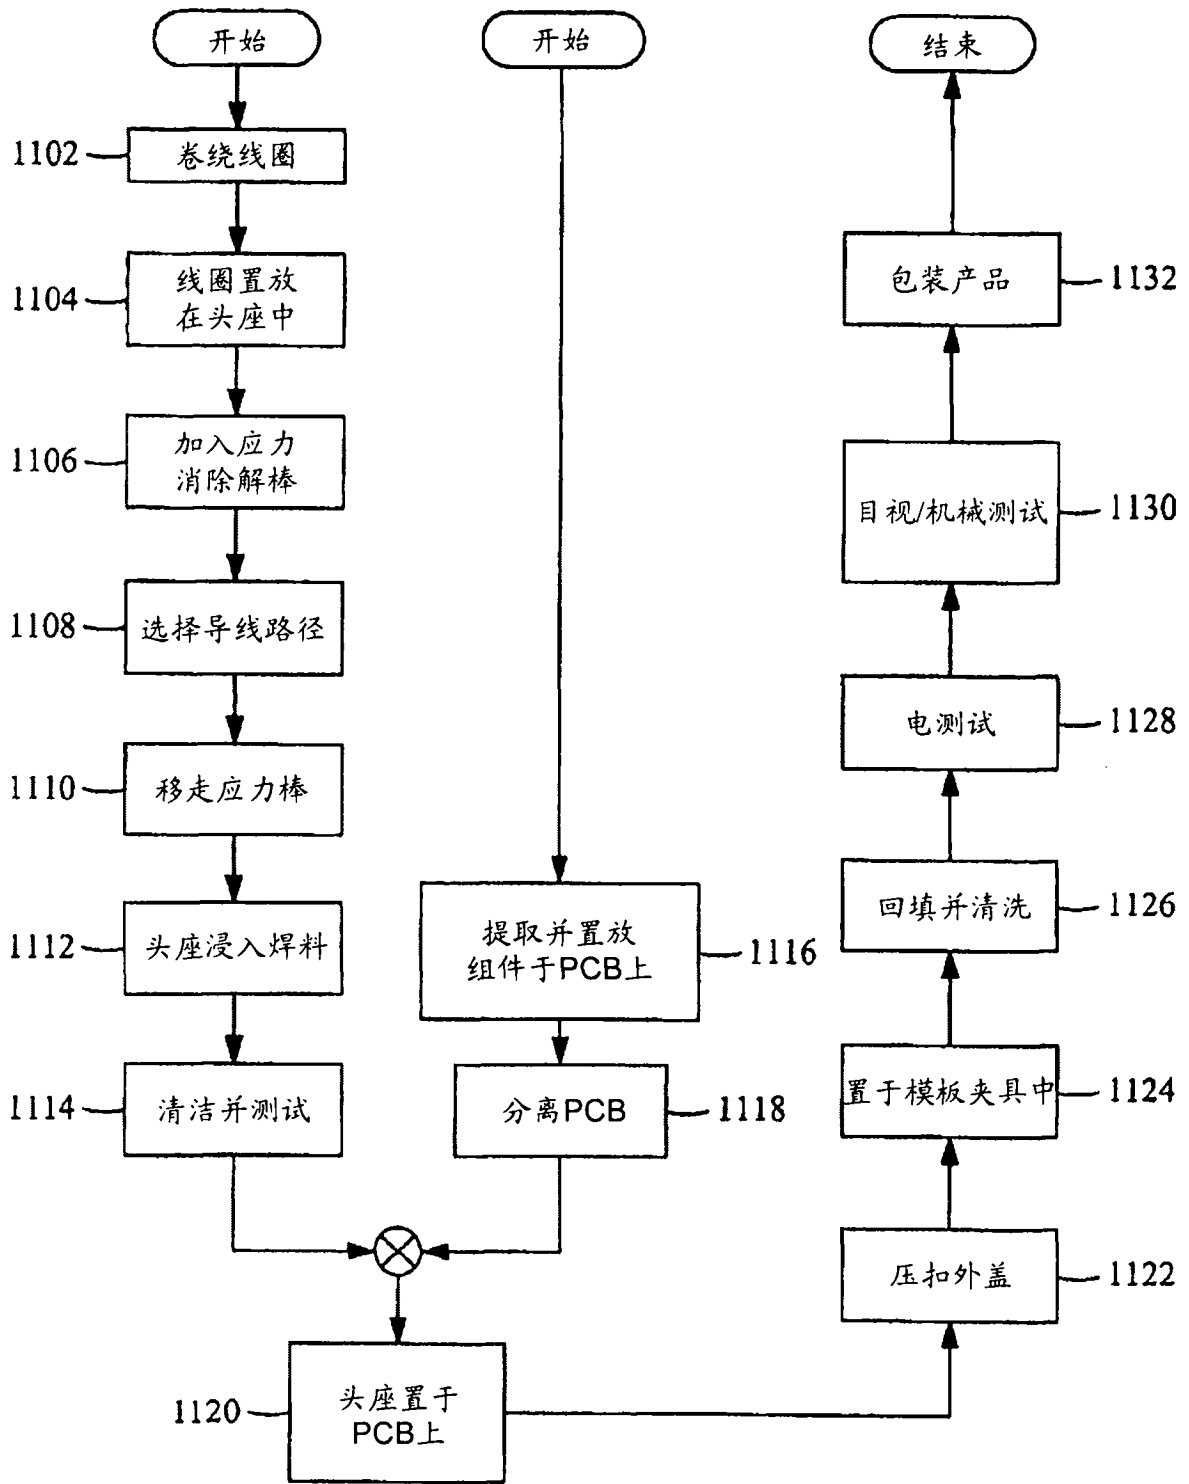 开始
1102
卷绕线圈
1104
线圈置放
在头座中
1106
加入应力
消除解棒
1108
选择导线路径
1110
移走应力棒
1112
头座浸入焊料
1114
清洁并测试
开始
提取并置放
组件于PCB上
1116
分离PCB
1118
1120
头座置于
PCB上
压扣外盖
1122
置于模板夹具中
1124
回填并清洗
1126
电测试
1128
目视/机械测试
1130
包装产品
1132
结束